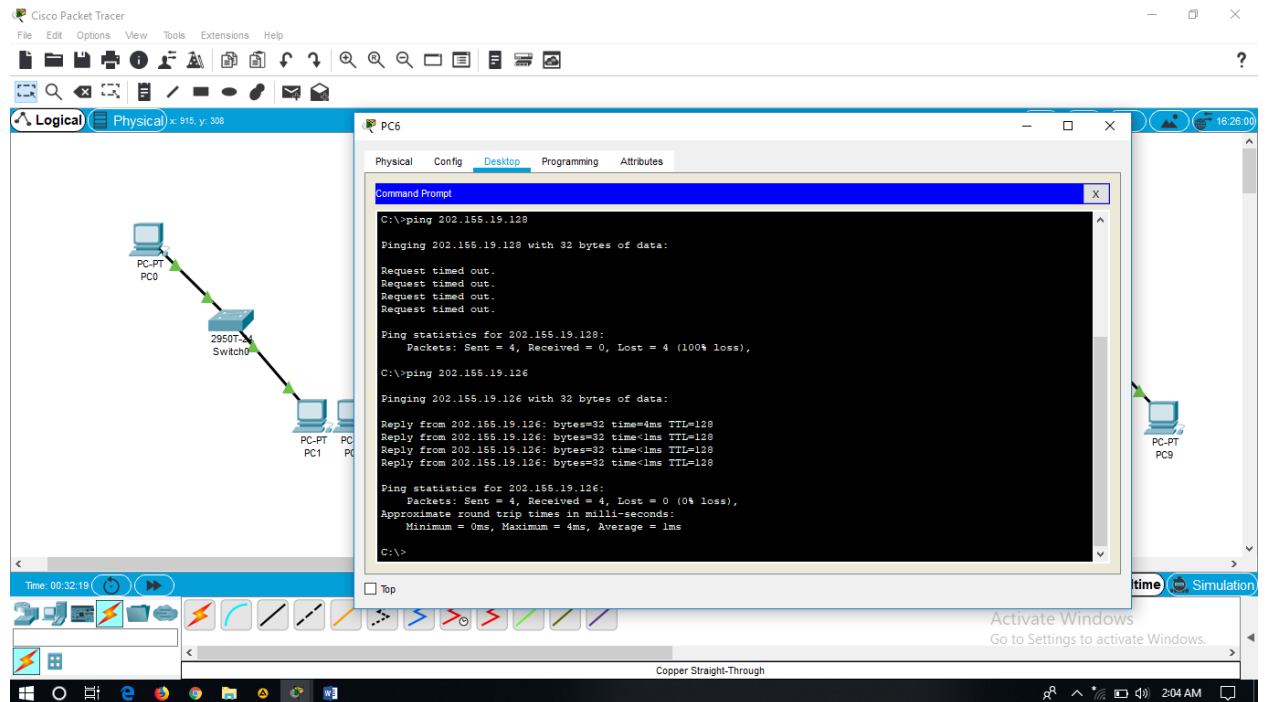 Cisco Packet Tracer
File Edit Options View Tools Extensions Help
?
Logical Physical x: 915, y: 308
16:26:00
PC6
Physical Config Desktop Programming Attributes
Command Prompt X
C:\>ping 202.155.19.128
Pinging 202.155.19.128 with 32 bytes of data:
Request timed out.
Request timed out.
Request timed out.
Request timed out.
Ping statistics for 202.155.19.128:
Packets: Sent = 4, Received = 0, Lost = 4 (100% loss),
C:\>ping 202.155.19.126
Pinging 202.155.19.126 with 32 bytes of data:
Reply from 202.155.19.126: bytes=32 time=4ms TTL=128
Reply from 202.155.19.126: bytes=32 time<1ms TTL=128
Reply from 202.155.19.126: bytes=32 time<1ms TTL=128
Reply from 202.155.19.126: bytes=32 time<1ms TTL=128
Ping statistics for 202.155.19.126:
Packets: Sent = 4, Received = 4, Lost = 0 (0% loss),
Approximate round trip times in milli-seconds:
Minimum = 0ms, Maximum = 4ms, Average = 1ms
C:\>
Top
PC-PT
PC0
2950T-24
Switch0
PC-PT
PC1
PC-PT
PC9
Time: 00:32:19
Simulation
Activate Windows
Go to Settings to activate Windows.
Copper Straight-Through
2:04 AM